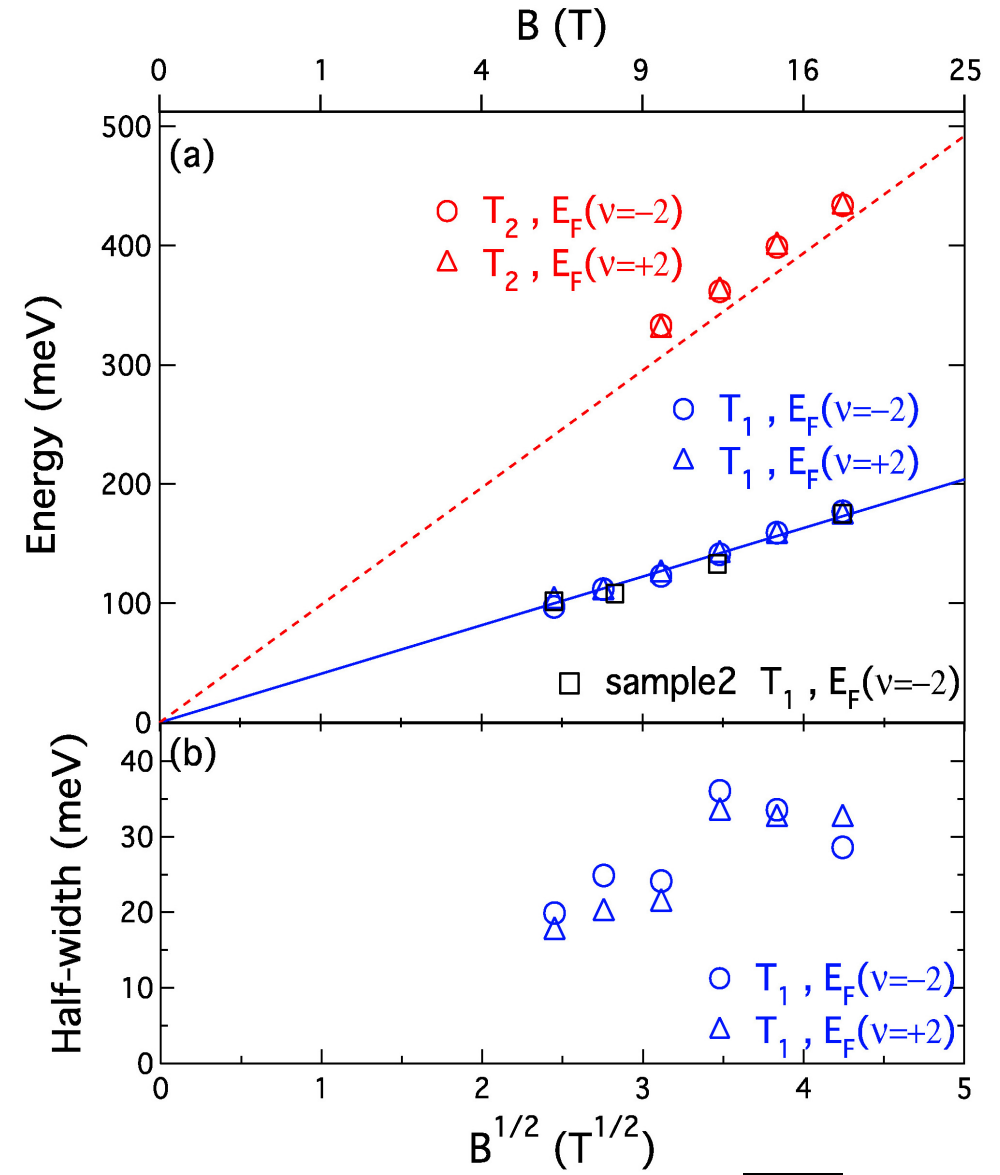 B (T)
0 1 4 9 16 25
500
(a)
T2 , EF(ν=−2)
400
T2 , EF(ν=+2)
300
T1 , EF(ν=−2)
T1 , EF(ν=+2)
200
100
sample2 T1 , EF(ν=−2)
0
Energy (meV)
(b)
40
30
20
T1 , EF(ν=−2)
10
T1 , EF(ν=+2)
0
Half-width (meV)
0 1 2 3 4 5
B1/2 (T1/2)